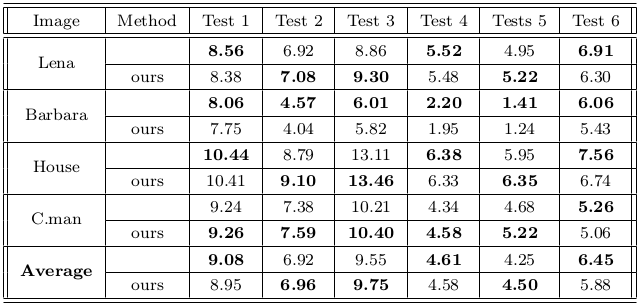 Image Method Test 1 Test 2 Test 3 Test 4 Tests 5 Test 6
Lena 8.56 6.92 8.86 5.52 4.95 6.91
ours 8.38 7.08 9.30 5.48 5.22 6.30
Barbara 8.06 4.57 6.01 2.20 1.41 6.06
ours 7.75 4.04 5.82 1.95 1.24 5.43
House 10.44 8.79 13.11 6.38 5.95 7.56
ours 10.41 9.10 13.46 6.33 6.35 6.74
C.man 9.24 7.38 10.21 4.34 4.68 5.26
ours 9.26 7.59 10.40 4.58 5.22 5.06
Average 9.08 6.92 9.55 4.61 4.25 6.45
ours 8.95 6.96 9.75 4.58 4.50 5.88